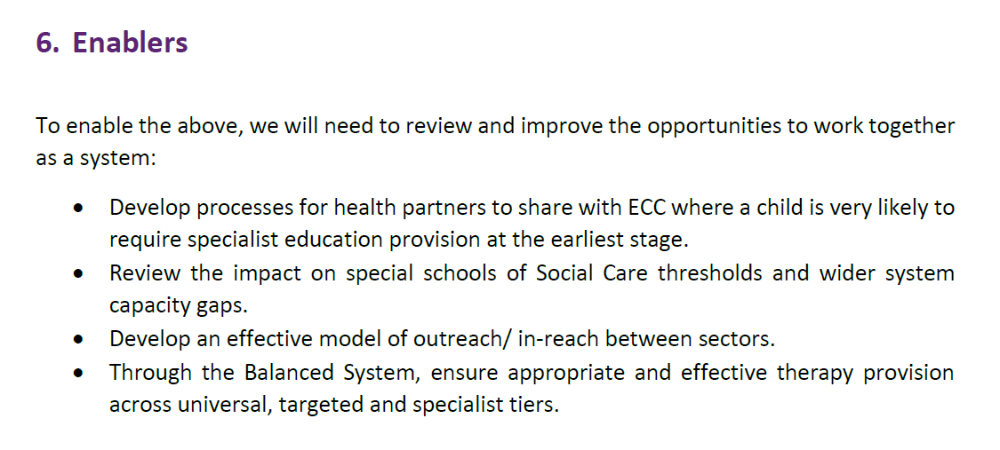 6. Enablers
To enable the above, we will need to review and improve the opportunities to work together
as a system:
• Develop processes for health partners to share with ECC where a child is very likely to
require specialist education provision at the earliest stage.
• Review the impact on special schools of Social Care thresholds and wider system
capacity gaps.
• Develop an effective model of outreach/ in-reach between sectors.
• Through the Balanced System, ensure appropriate and effective therapy provision
across universal, targeted and specialist tiers.